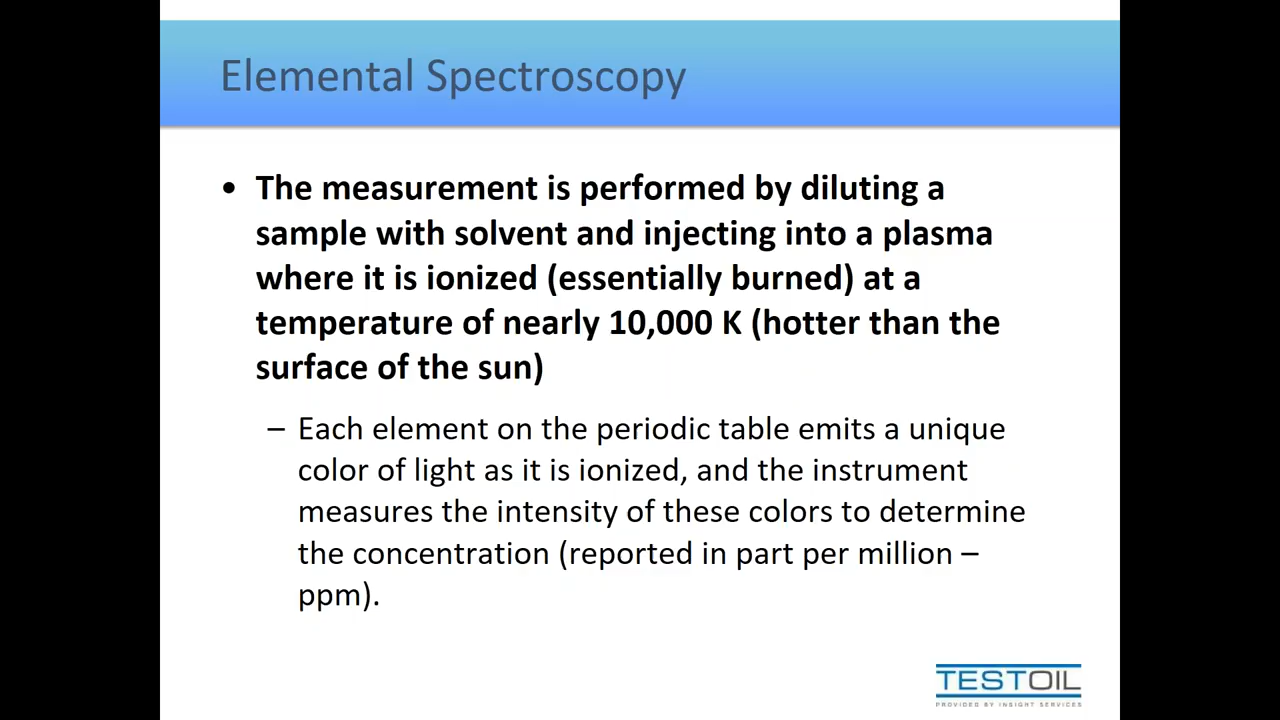 Elemental Spectroscopy
• The measurement is performed by diluting a
sample with solvent and injecting into a plasma
where it is ionized (essentially burned) at a
temperature of nearly 10,000 K (hotter than the
surface of the sun)
– Each element on the periodic table emits a unique
color of light as it is ionized, and the instrument
measures the intensity of these colors to determine
the concentration (reported in part per million –
ppm).
TESTOIL
PROVIDED BY INSIGHT SERVICES